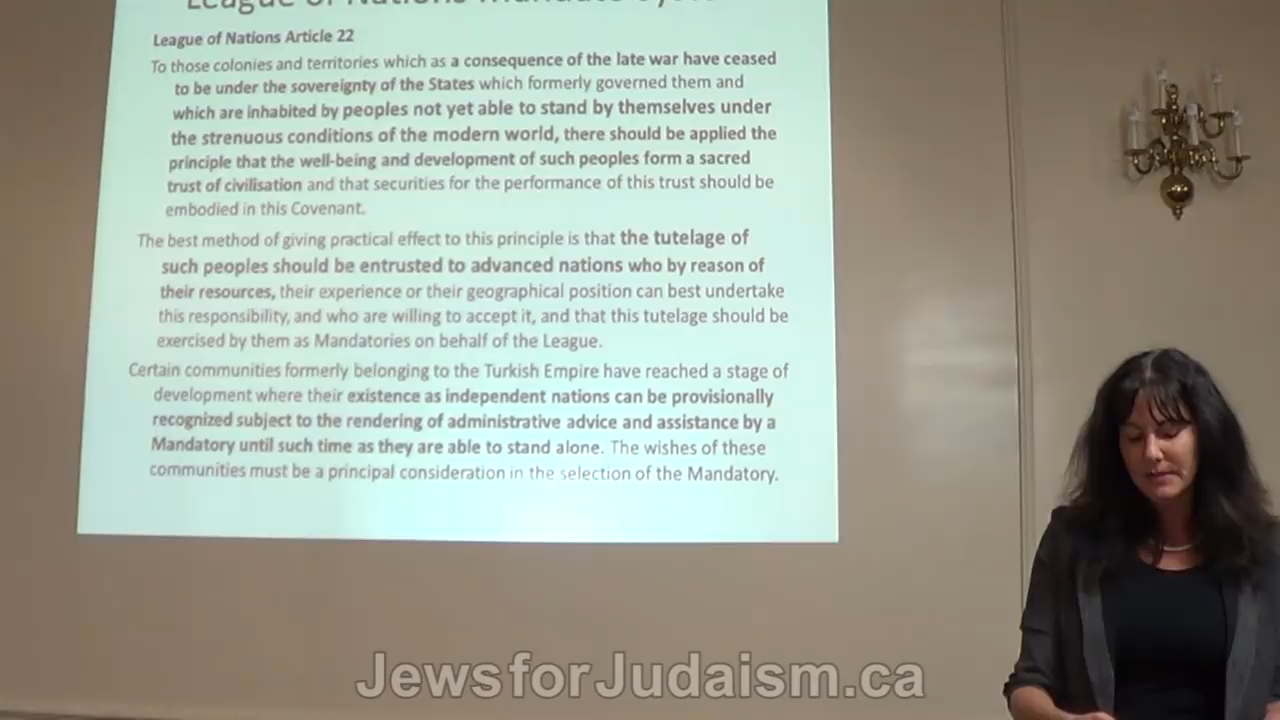 League of Nations Mandate Sys
League of Nations Article 22
To those colonies and territories which as a consequence of the late war have ceased
to be under the sovereignty of the States which formerly governed them and
which are inhabited by peoples not yet able to stand by themselves under
the strenuous conditions of the modern world, there should be applied the
principle that the well-being and development of such peoples form a sacred
trust of civilisation and that securities for the performance of this trust should be
embodied in this Covenant.
The best method of giving practical effect to this principle is that the tutelage of
such peoples should be entrusted to advanced nations who by reason of
their resources, their experience or their geographical position can best undertake
this responsibility, and who are willing to accept it, and that this tutelage should be
exercised by them as Mandatories on behalf of the League.
Certain communities formerly belonging to the Turkish Empire have reached a stage of
development where their existence as independent nations can be provisionally
recognized subject to the rendering of administrative advice and assistance by a
Mandatory until such time as they are able to stand alone. The wishes of these
communities must be a principal consideration in the selection of the Mandatory.
JewsforJudaism.ca